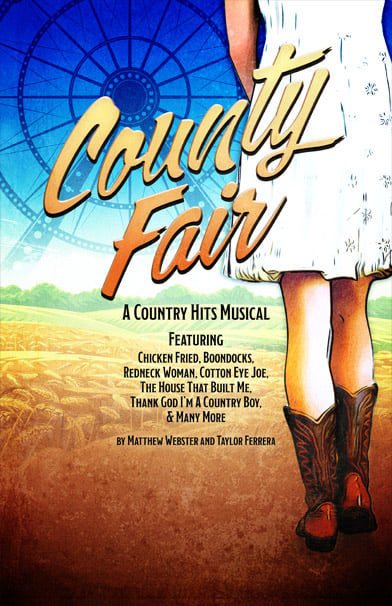 County
Fair
A Country Hits Musical
Featuring
Chicken Fried, Boondocks,
Redneck Woman, Cotton Eye Joe,
The House That Built Me,
Thank God I'm A Country Boy,
& Many More
by Matthew Webster and Taylor Ferrera